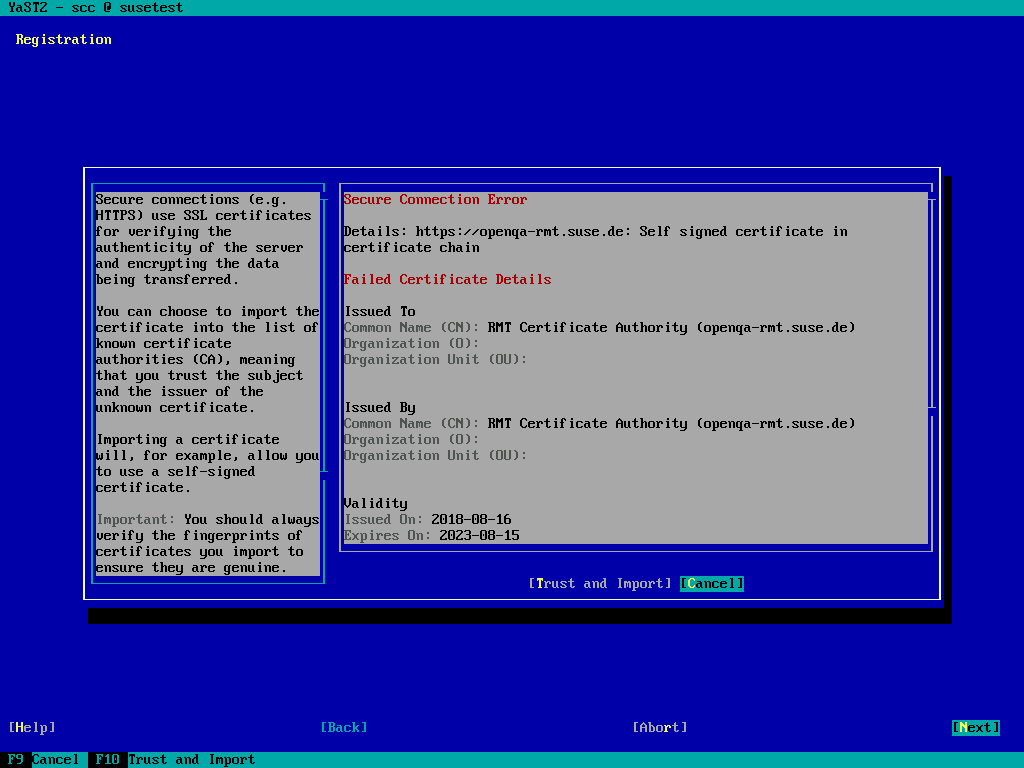 YaST2 - scc @ susetest
Registration
Secure connections (e.g.
HTTPS) use SSL certificates
for verifying the
authenticity of the server
and encrypting the data
being transferred.
You can choose to import the
certificate into the list of
known certificate
authorities (CA), meaning
that you trust the subject
and the issuer of the
unknown certificate.
Importing a certificate
will, for example, allow you
to use a self-signed
certificate.
Important: You should always
verify the fingerprints of
certificates you import to
ensure they are genuine.
Secure Connection Error
Details: https://openqa-rmt.suse.de: Self signed certificate in
certificate chain
Failed Certificate Details
Issued To
Common Name (CN): RMT Certificate Authority (openqa-rmt.suse.de)
Organization (O):
Organization Unit (OU):
Issued By
Common Name (CN): RMT Certificate Authority (openqa-rmt.suse.de)
Organization (O):
Organization Unit (OU):
Validity
Issued On: 2018-08-16
Expires On: 2023-08-15
[Trust and Import] [Cancel]
[Help] [Back] [Abort] [Next]
F9 Cancel F10 Trust and Import